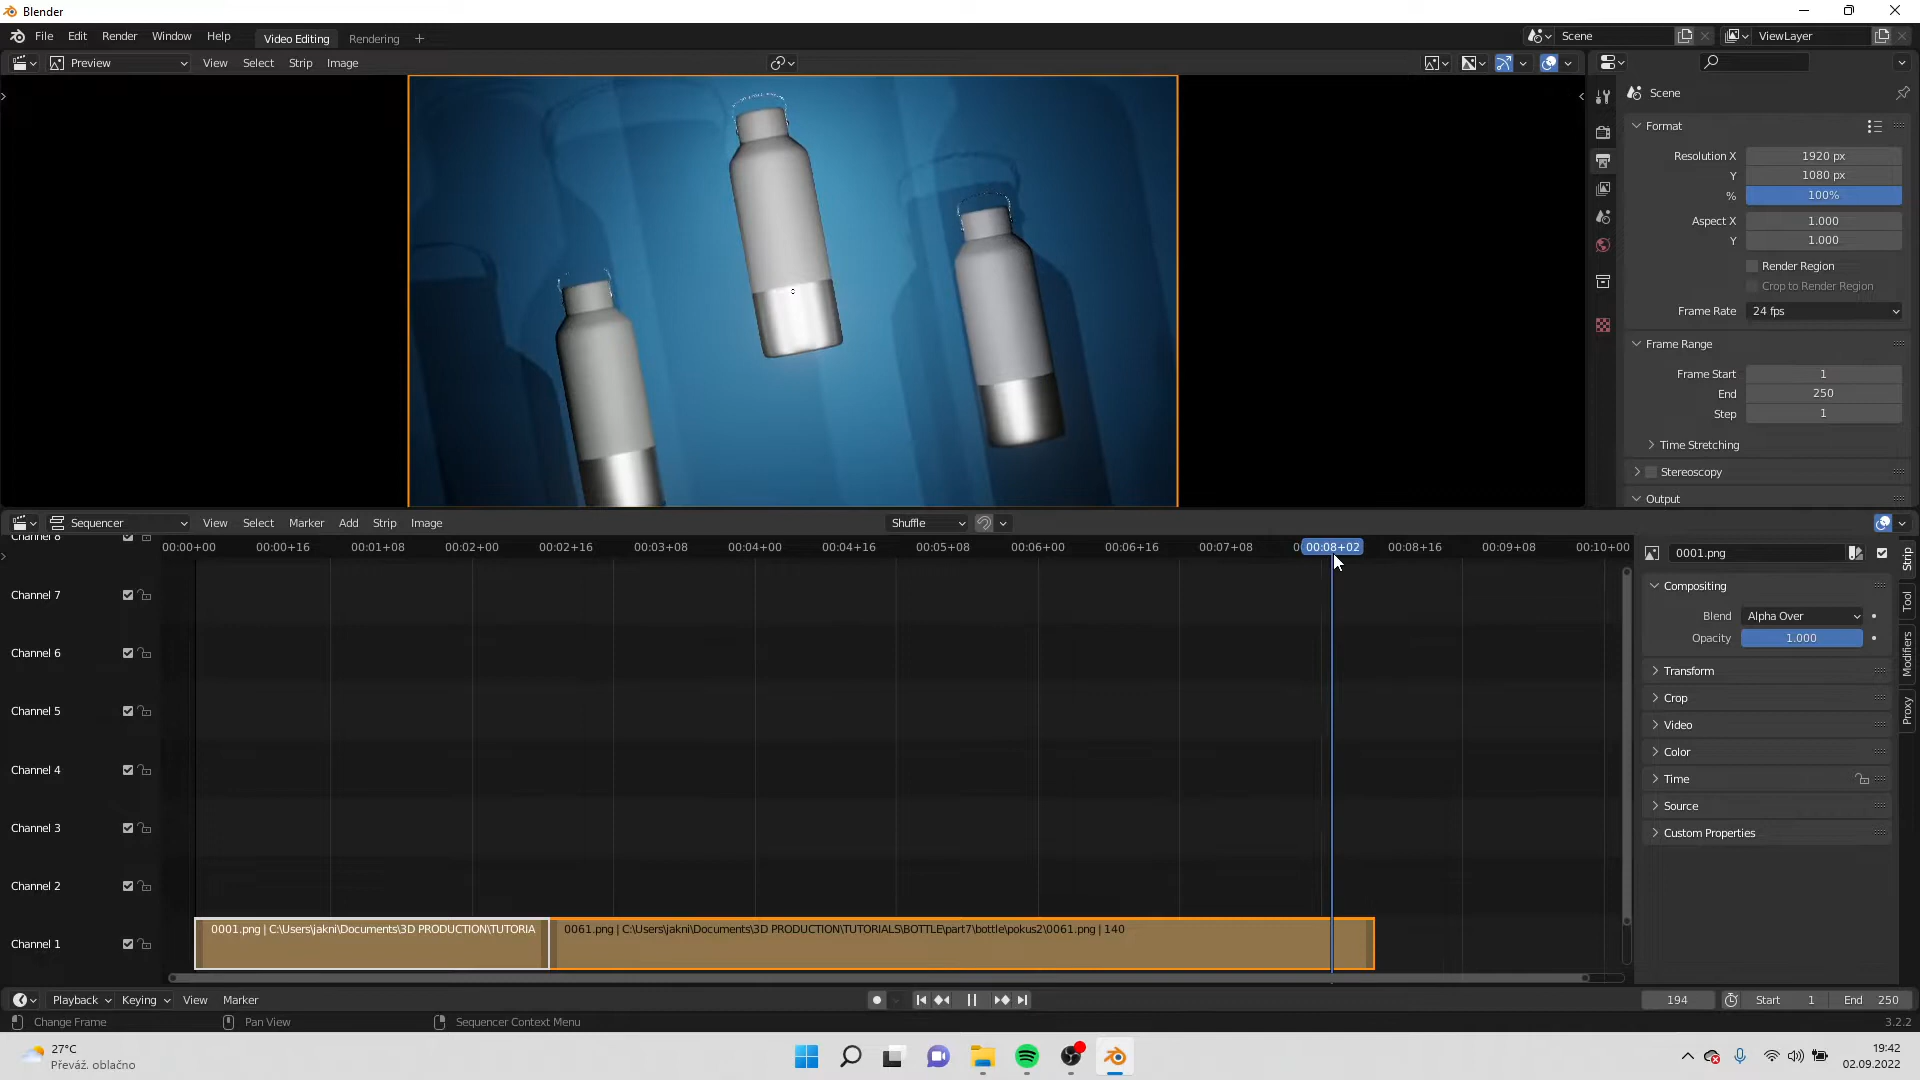 Blender
File Edit Render Window Help Video Editing Rendering + Scene ViewLayer
Preview View Select Strip Image
Scene
Format
Resolution X 1920 px
Y 1080 px
% 100%
Aspect X 1.000
Y 1.000
Render Region
Crop to Render Region
Frame Rate 24 fps
Frame Range
Frame Start 1
End 250
Step 1
Time Stretching
Stereoscopy
Output
Sequencer View Select Marker Add Strip Image Shuffle
Channel 8 00:00+00 00:00+16 00:01+08 00:02+00 00:02+16 00:03+08 00:04+00 00:04+16 00:05+08 00:06+00 00:06+16 00:07+08 00:08+02 00:08+16 00:09+08 00:10+00
0001.png
Strip
Tool
Modifiers
Proxy
Compositing
Blend Alpha Over
Opacity 1.000
Transform
Crop
Video
Color
Time
Source
Custom Properties
Channel 7
Channel 6
Channel 5
Channel 4
Channel 3
Channel 2
Channel 1
0001.png | C:\Users\jakni\Documents\3D PRODUCTION\TUTORIA
0061.png | C:\Users\jakni\Documents\3D PRODUCTION\TUTORIALS\BOTTLE\part7\bottle\pokus2\0061.png | 140
Playback Keying View Marker 194 Start 1 End 250
Change Frame Pan View Sequencer Context Menu 3.2.2
27°C
Převáž. oblačno
19:42
02.09.2022